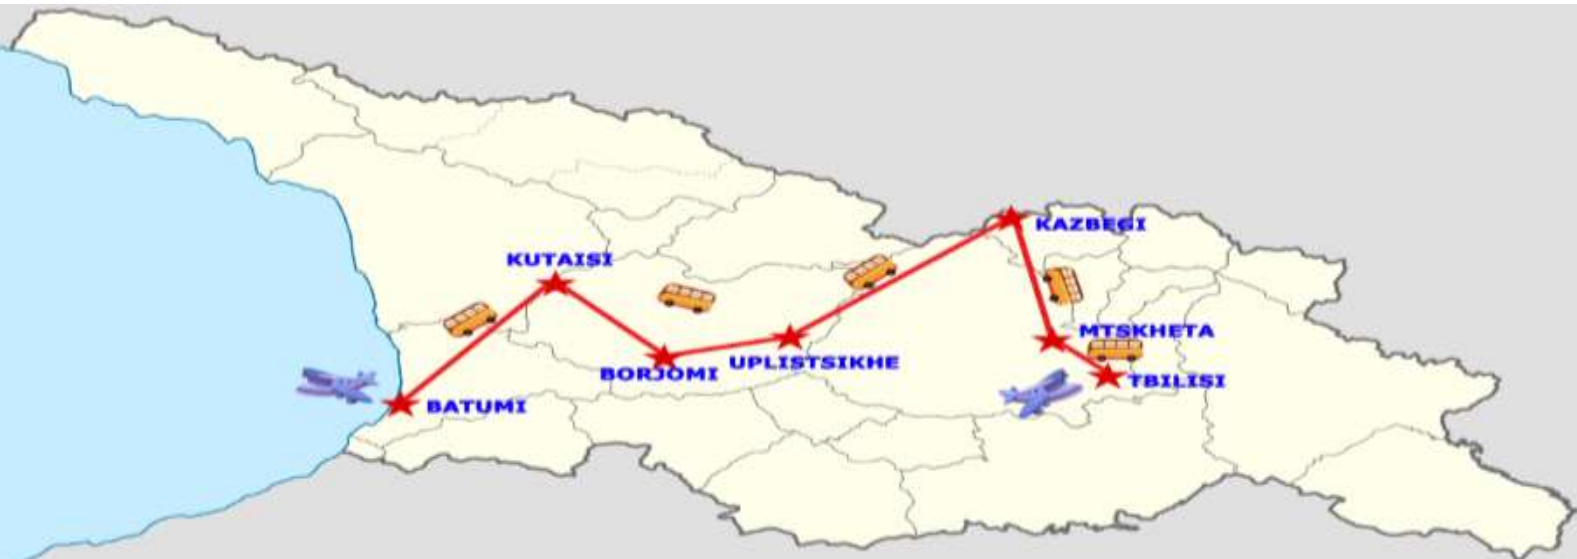 KAZBEGI
KUTAISI
MTSKHETA
UPLISTSIKHE
BORJOMI
TBILISI
BATUMI